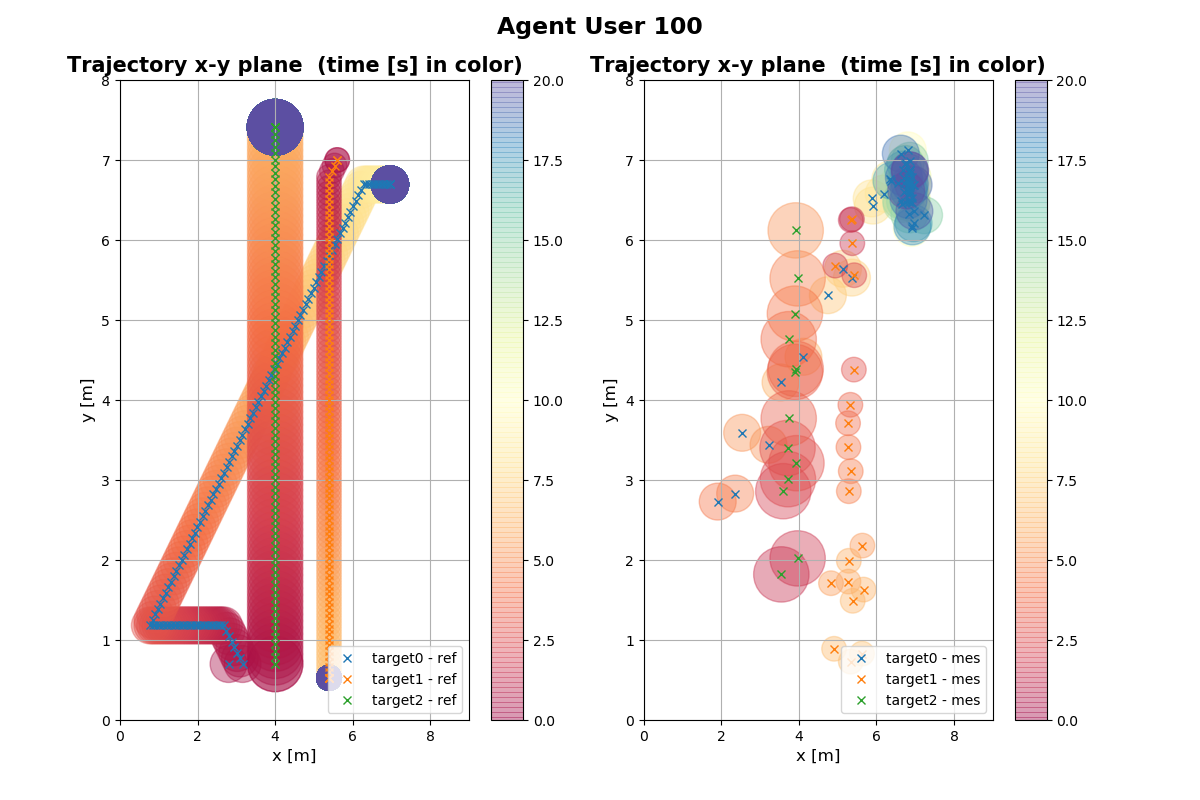 Agent User 100
Trajectory x-y plane  (time [s] in color)
8
7
6
5
4
3
2
1
0
y [m]
0 2 4 6 8
x [m]
target0 - ref
target1 - ref
target2 - ref
20.0
17.5
15.0
12.5
10.0
7.5
5.0
2.5
0.0
Trajectory x-y plane  (time [s] in color)
8
7
6
5
4
3
2
1
0
y [m]
0 2 4 6 8
x [m]
target0 - mes
target1 - mes
target2 - mes
20.0
17.5
15.0
12.5
10.0
7.5
5.0
2.5
0.0